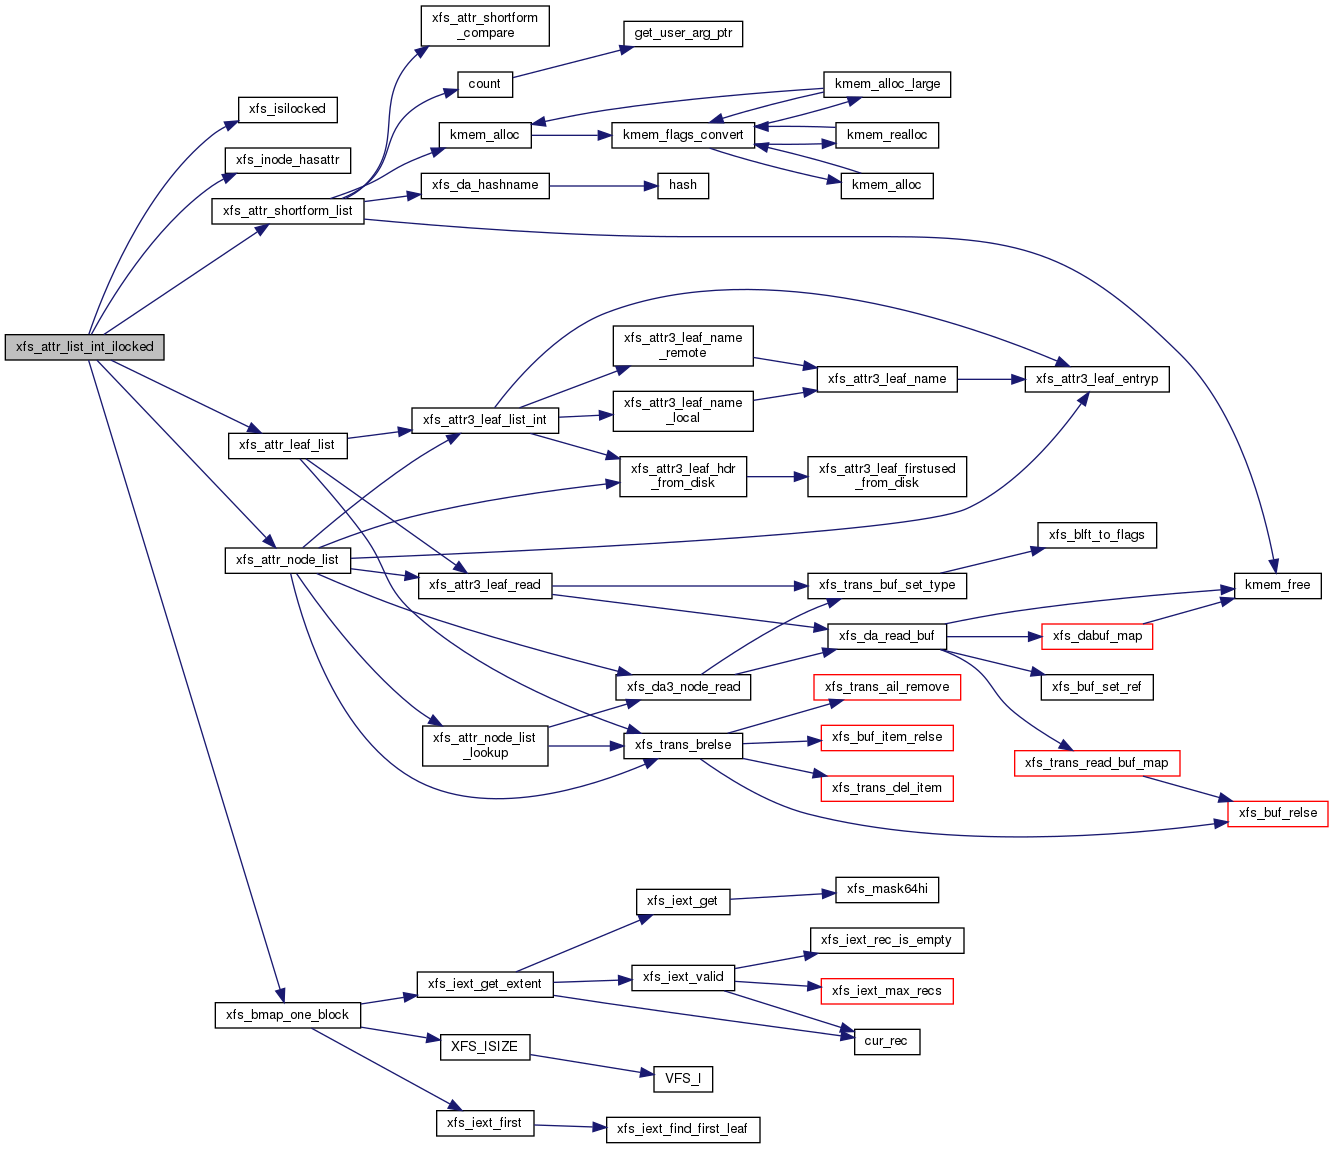 xfs_attr_shortform
_compare
get_user_arg_ptr
count
kmem_alloc_large
xfs_isilocked
kmem_alloc
kmem_flags_convert
kmem_realloc
xfs_inode_hasattr
xfs_da_hashname
hash
kmem_alloc
xfs_attr_shortform_list
xfs_attr_list_int_ilocked
xfs_attr3_leaf_name
_remote
xfs_attr3_leaf_name
xfs_attr3_leaf_entryp
xfs_attr3_leaf_name
_local
xfs_attr3_leaf_list_int
xfs_attr_leaf_list
xfs_attr3_leaf_hdr
_from_disk
xfs_attr3_leaf_firstused
_from_disk
xfs_blft_to_flags
xfs_attr_node_list
xfs_attr3_leaf_read
xfs_trans_buf_set_type
kmem_free
xfs_da_read_buf
xfs_dabuf_map
xfs_da3_node_read
xfs_trans_ail_remove
xfs_buf_set_ref
xfs_attr_node_list
_lookup
xfs_trans_brelse
xfs_buf_item_relse
xfs_trans_read_buf_map
xfs_trans_del_item
xfs_buf_relse
xfs_iext_get
xfs_mask64hi
xfs_iext_rec_is_empty
xfs_iext_get_extent
xfs_iext_valid
xfs_iext_max_recs
xfs_bmap_one_block
cur_rec
XFS_ISIZE
VFS_I
xfs_iext_first
xfs_iext_find_first_leaf